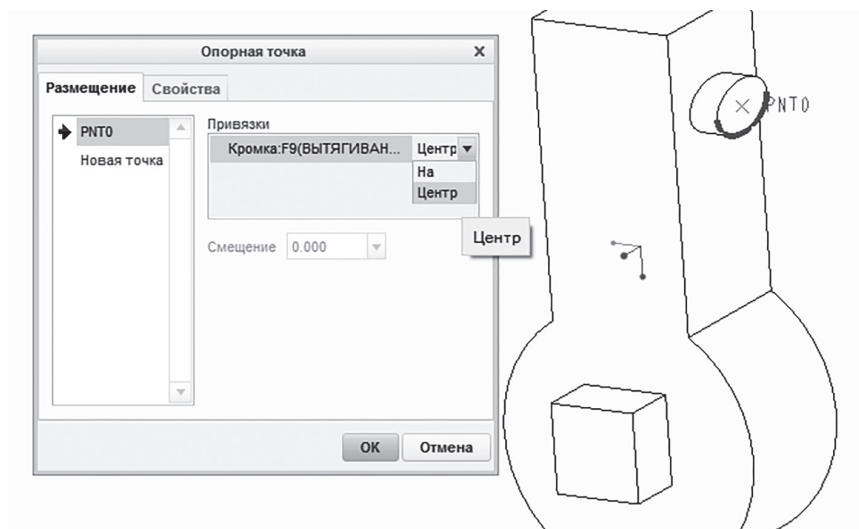 Опорная точка
X
Размещение
Свойства
PNT0
Новая точка
Привязки
Кромка:F9(ВЫТЯГИВАН...
Центр
На
Центр
Центр
Смещение
0.000
ОК
Отмена
PNT0